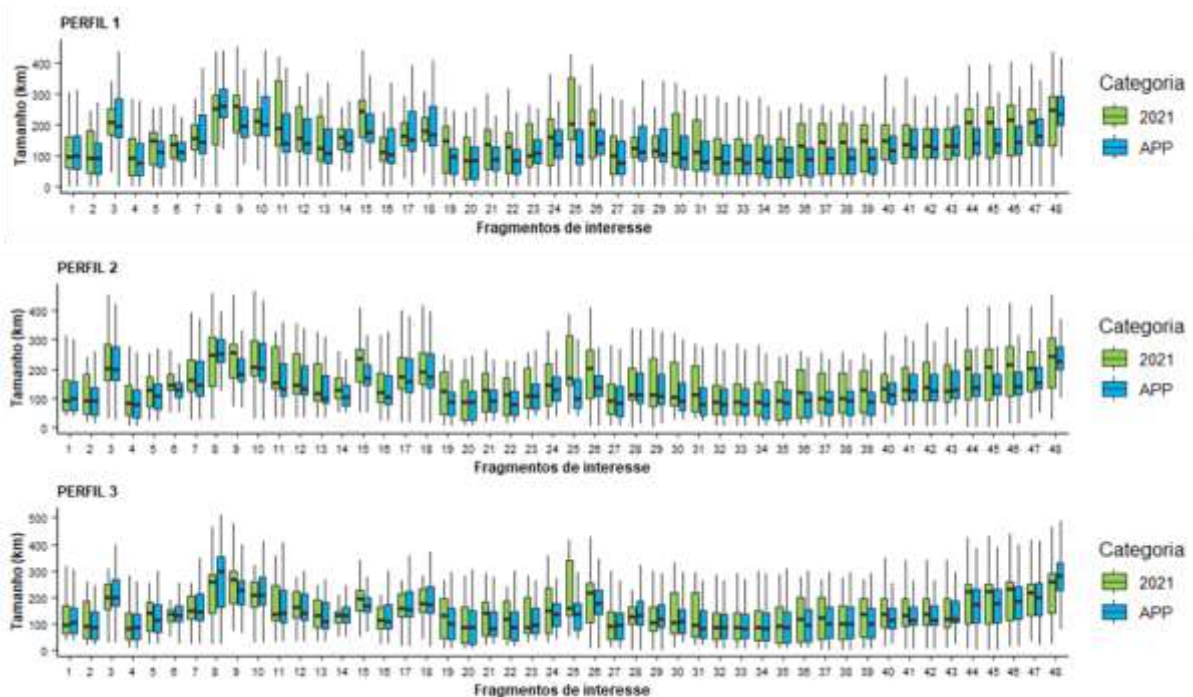 PERFIL 1
Tamanho (km)
400
300
200
100
0
1 2 3 4 5 6 7 8 9 10 11 12 13 14 15 16 17 18 19 20 21 22 23 24 25 26 27 28 29 30 31 32 33 34 35 36 37 38 39 40 41 42 43 44 45 46 47 48
Fragmentos de interesse
Categoria
2021
APP
PERFIL 2
Tamanho (km)
400
300
200
100
0
1 2 3 4 5 6 7 8 9 10 11 12 13 14 15 16 17 18 19 20 21 22 23 24 25 26 27 28 29 30 31 32 33 34 35 36 37 38 39 40 41 42 43 44 45 46 47 48
Fragmentos de interesse
Categoria
2021
APP
PERFIL 3
Tamanho (km)
500
400
300
200
100
0
1 2 3 4 5 6 7 8 9 10 11 12 13 14 15 16 17 18 19 20 21 22 23 24 25 26 27 28 29 30 31 32 33 34 35 36 37 38 39 40 41 42 43 44 45 46 47 48
Fragmentos de interesse
Categoria
2021
APP